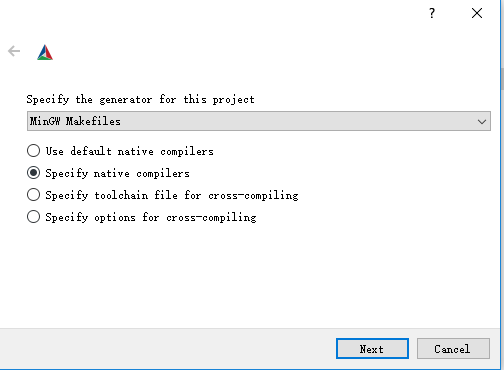 ?
Specify the generator for this project
MinGW Makefiles
Use default native compilers
Specify native compilers
Specify toolchain file for cross-compiling
Specify options for cross-compiling
Next Cancel